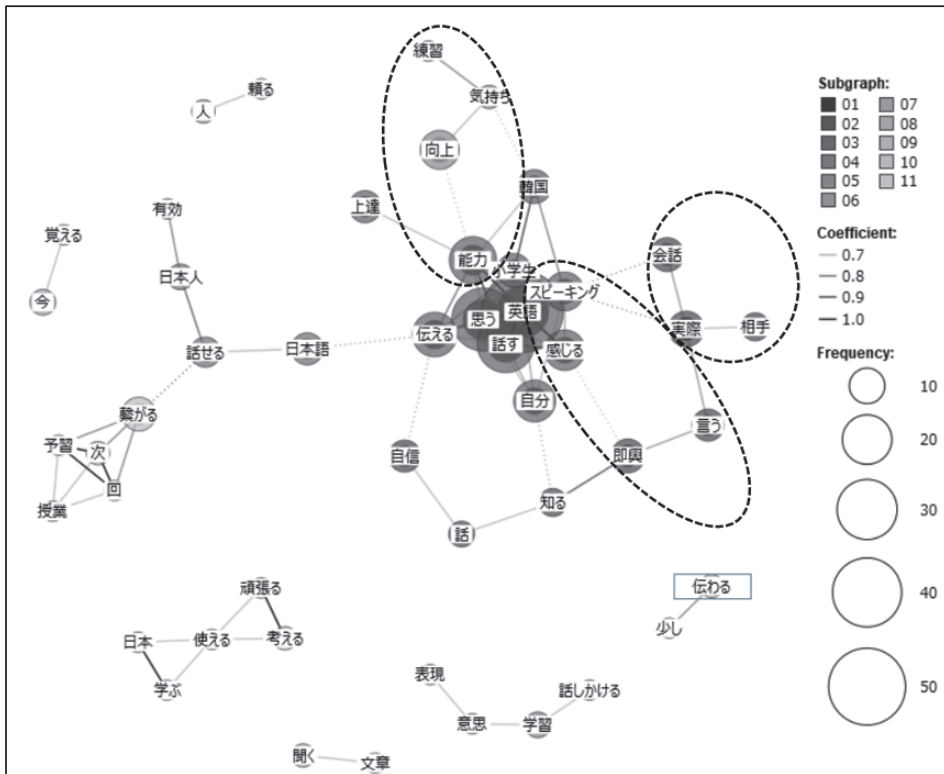 練習
頼る
人
気持ち
向上
韓国
上達
有効
覚える
日本人
今
能力
小学生
スピーキング
会話
英語
思う
実際
相手
伝える
話す
感じる
日本語
話せる
自分
繋がる
言う
予習
次
自信
即興
回
授業
知る
話
頑張る
伝わる
日本
使える
考える
少し
学ぶ
表現
話しかける
意思
学習
聞く
文章
Subgraph:
01 07
02 08
03 09
04 10
05 11
06
Coefficient:
0.7
0.8
0.9
1.0
Frequency:
10
20
30
40
50